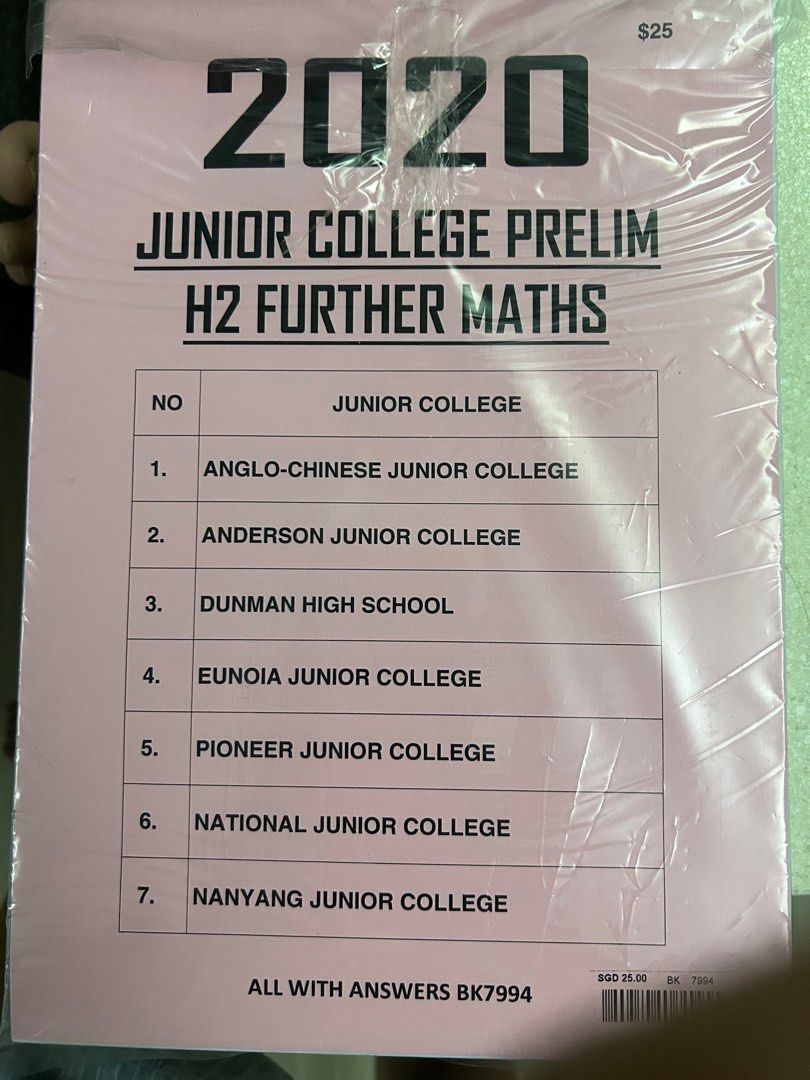 $25
2020
JUNIOR COLLEGE PRELIM
H2 FURTHER MATHS
NO JUNIOR COLLEGE
1. ANGLO-CHINESE JUNIOR COLLEGE
2. ANDERSON JUNIOR COLLEGE
3. DUNMAN HIGH SCHOOL
4. EUNOIA JUNIOR COLLEGE
5. PIONEER JUNIOR COLLEGE
6. NATIONAL JUNIOR COLLEGE
7. NANYANG JUNIOR COLLEGE
ALL WITH ANSWERS BK7994
SGD 25.00 BK 7994